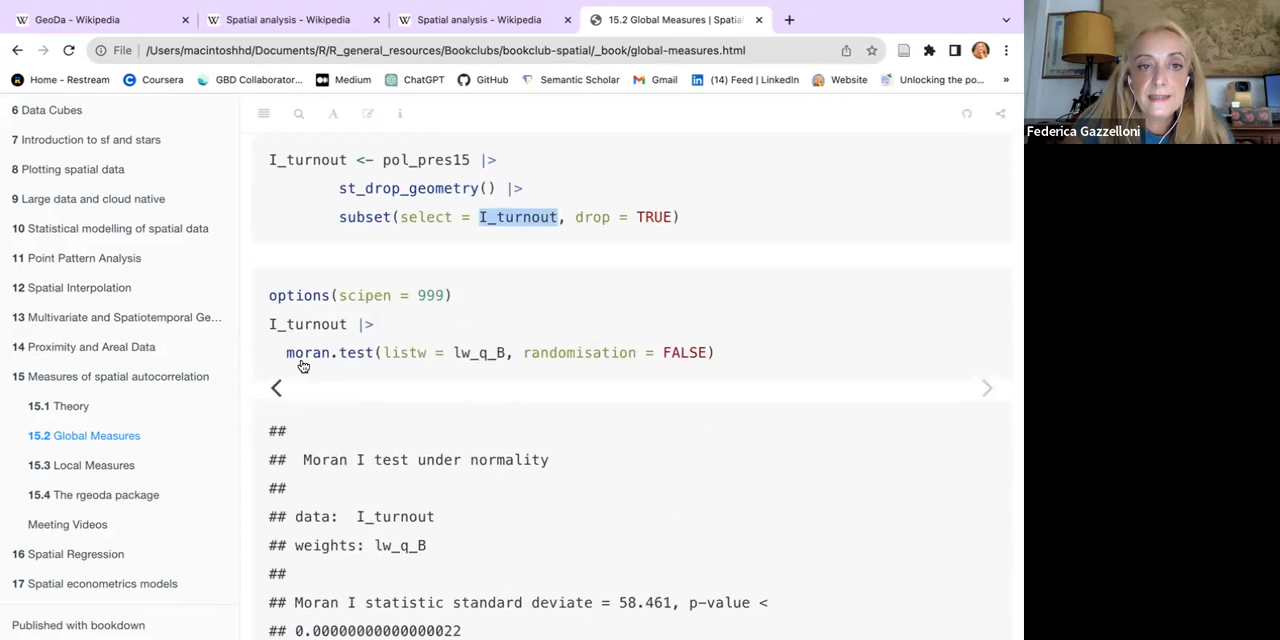 GeoDa - Wikipedia
Spatial analysis - Wikipedia
Spatial analysis - Wikipedia
15.2 Global Measures | Spatial
File | /Users/macintoshhd/Documents/R/R_general_resources/Bookclubs/bookclub-spatial/_book/global-measures.html
Home - Restream
Coursera
GBD Collaborator...
Medium
ChatGPT
GitHub
Semantic Scholar
Gmail
(14) Feed | LinkedIn
Website
Unlocking the po...
»
6 Data Cubes
7 Introduction to sf and stars
8 Plotting spatial data
9 Large data and cloud native
10 Statistical modelling of spatial data
11 Point Pattern Analysis
12 Spatial Interpolation
13 Multivariate and Spatiotemporal Ge...
14 Proximity and Areal Data
15 Measures of spatial autocorrelation
15.1 Theory
15.2 Global Measures
15.3 Local Measures
15.4 The rgeoda package
Meeting Videos
16 Spatial Regression
17 Spatial econometrics models
Published with bookdown
I_turnout <- pol_pres15 |>
st_drop_geometry() |>
subset(select = I_turnout, drop = TRUE)
options(scipen = 999)
I_turnout |>
moran.test(listw = lw_q_B, randomisation = FALSE)
##
## Moran I test under normality
##
## data: I_turnout
## weights: lw_q_B
##
## Moran I statistic standard deviate = 58.461, p-value <
## 0.00000000000000022
Federica Gazzelloni